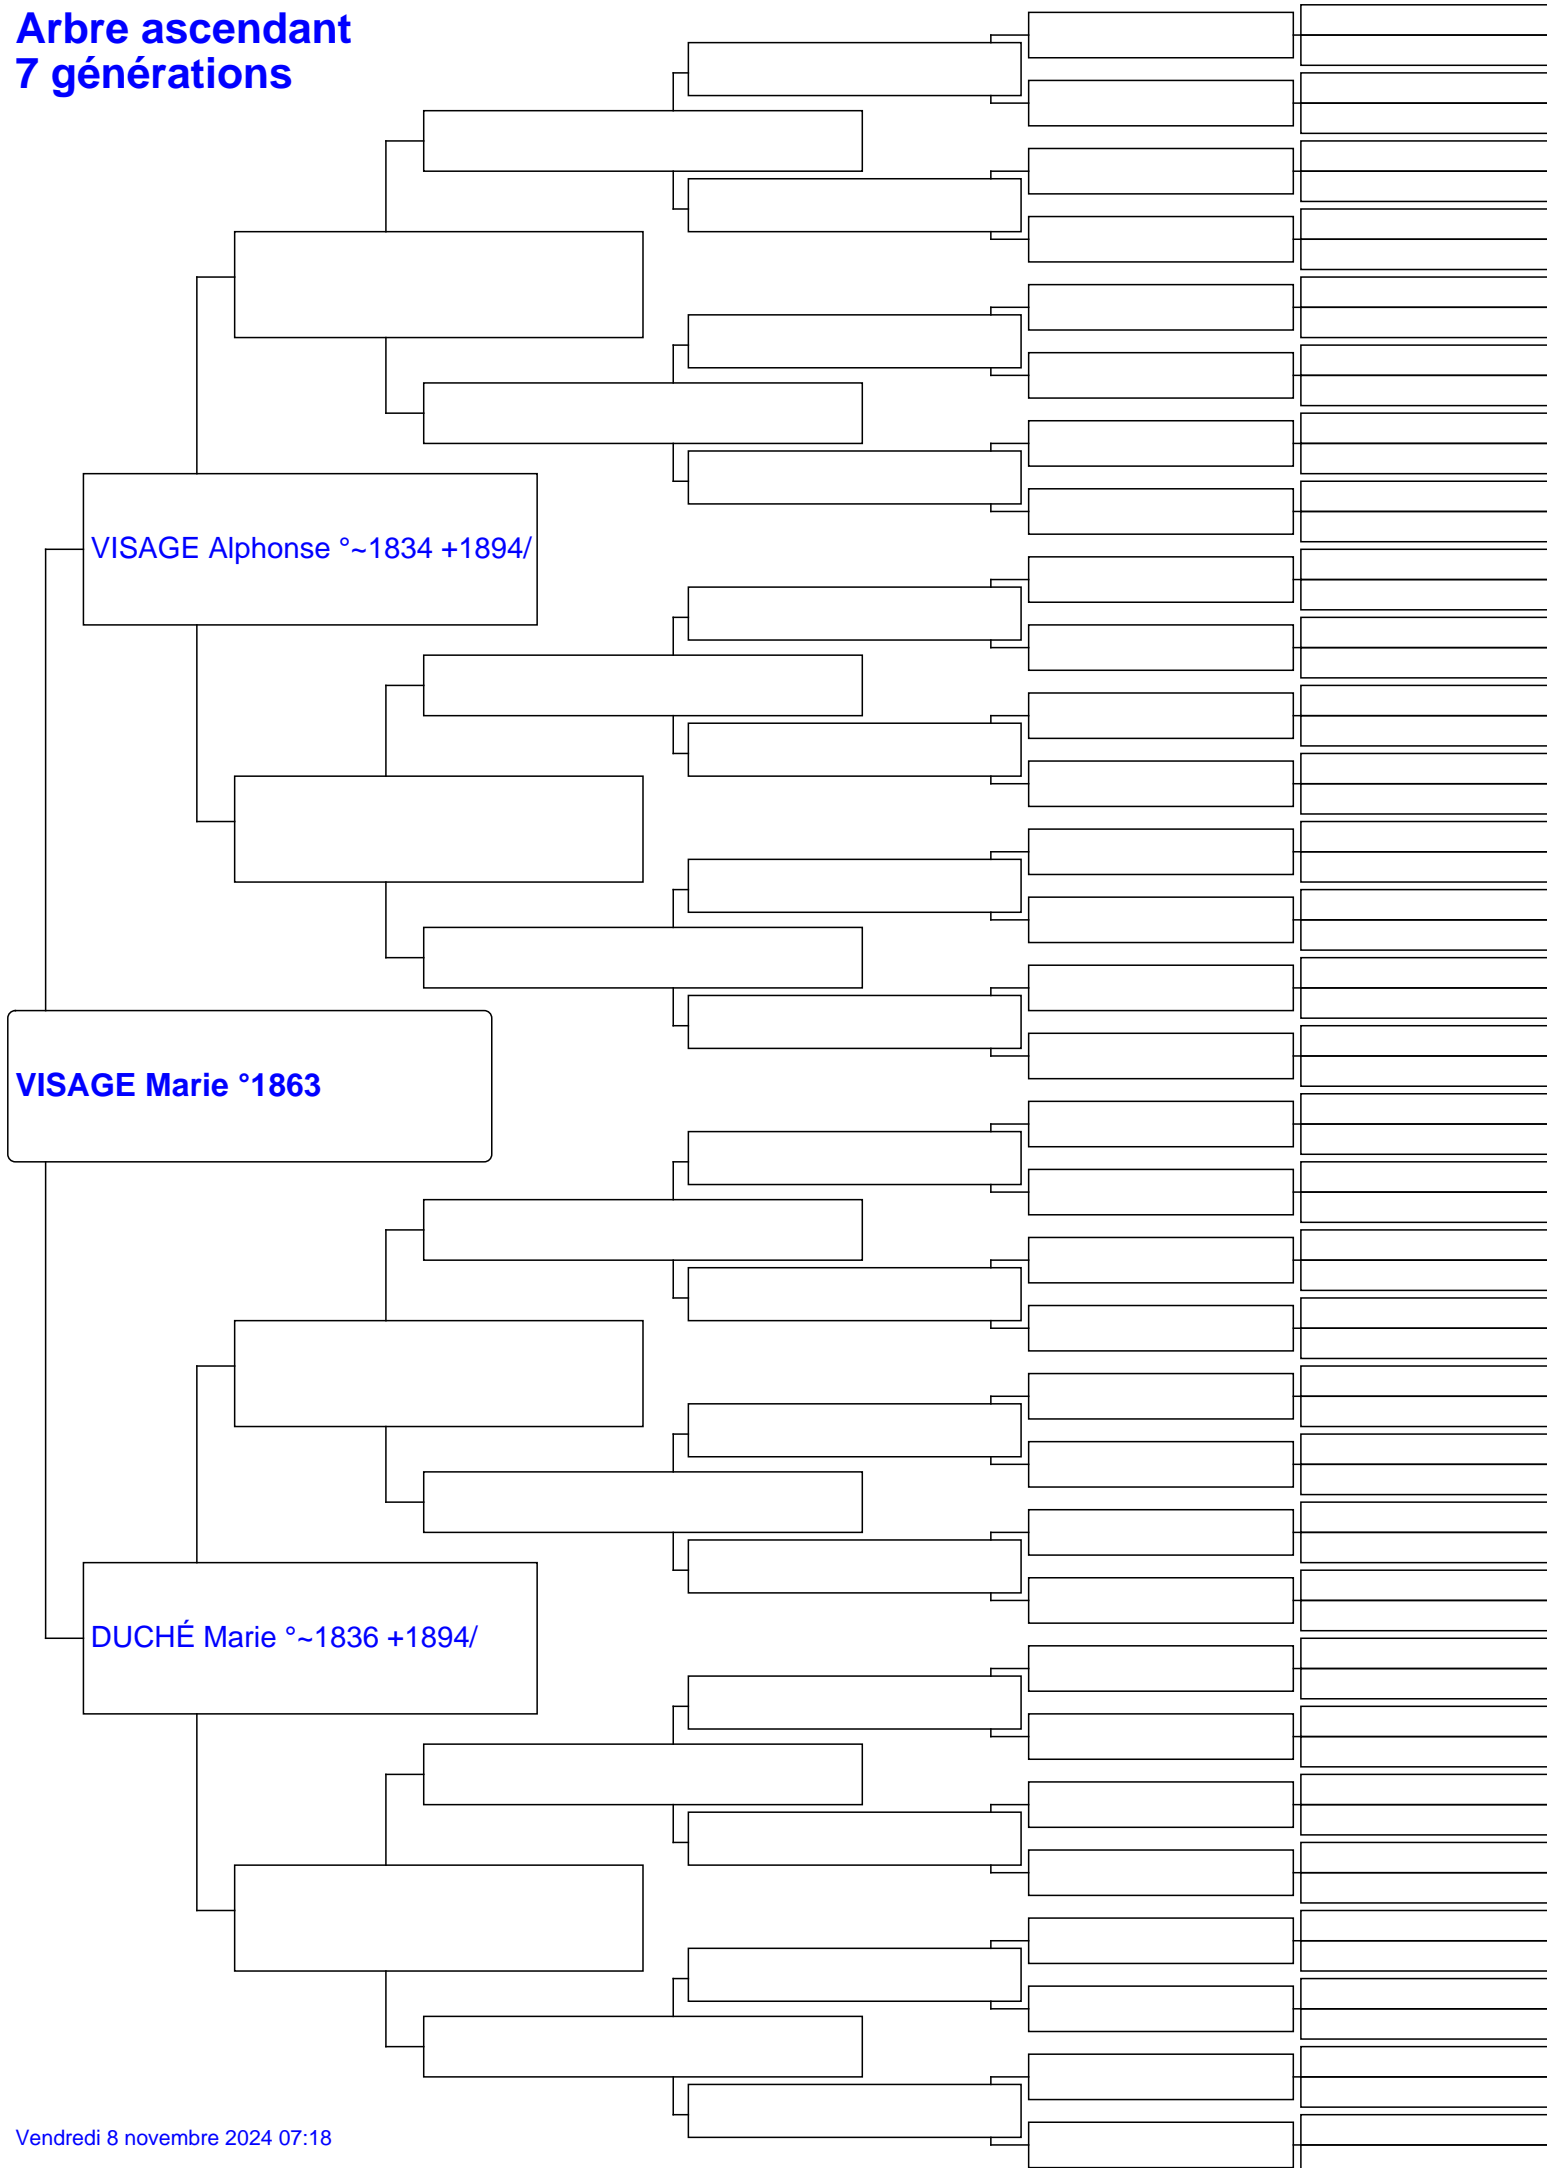 Arbre ascendant
7 générations
VISAGE Alphonse °~1834 +1894/
VISAGE Marie °1863
DUCHÉ Marie °~1836 +1894/
Vendredi 8 novembre 2024 07:18